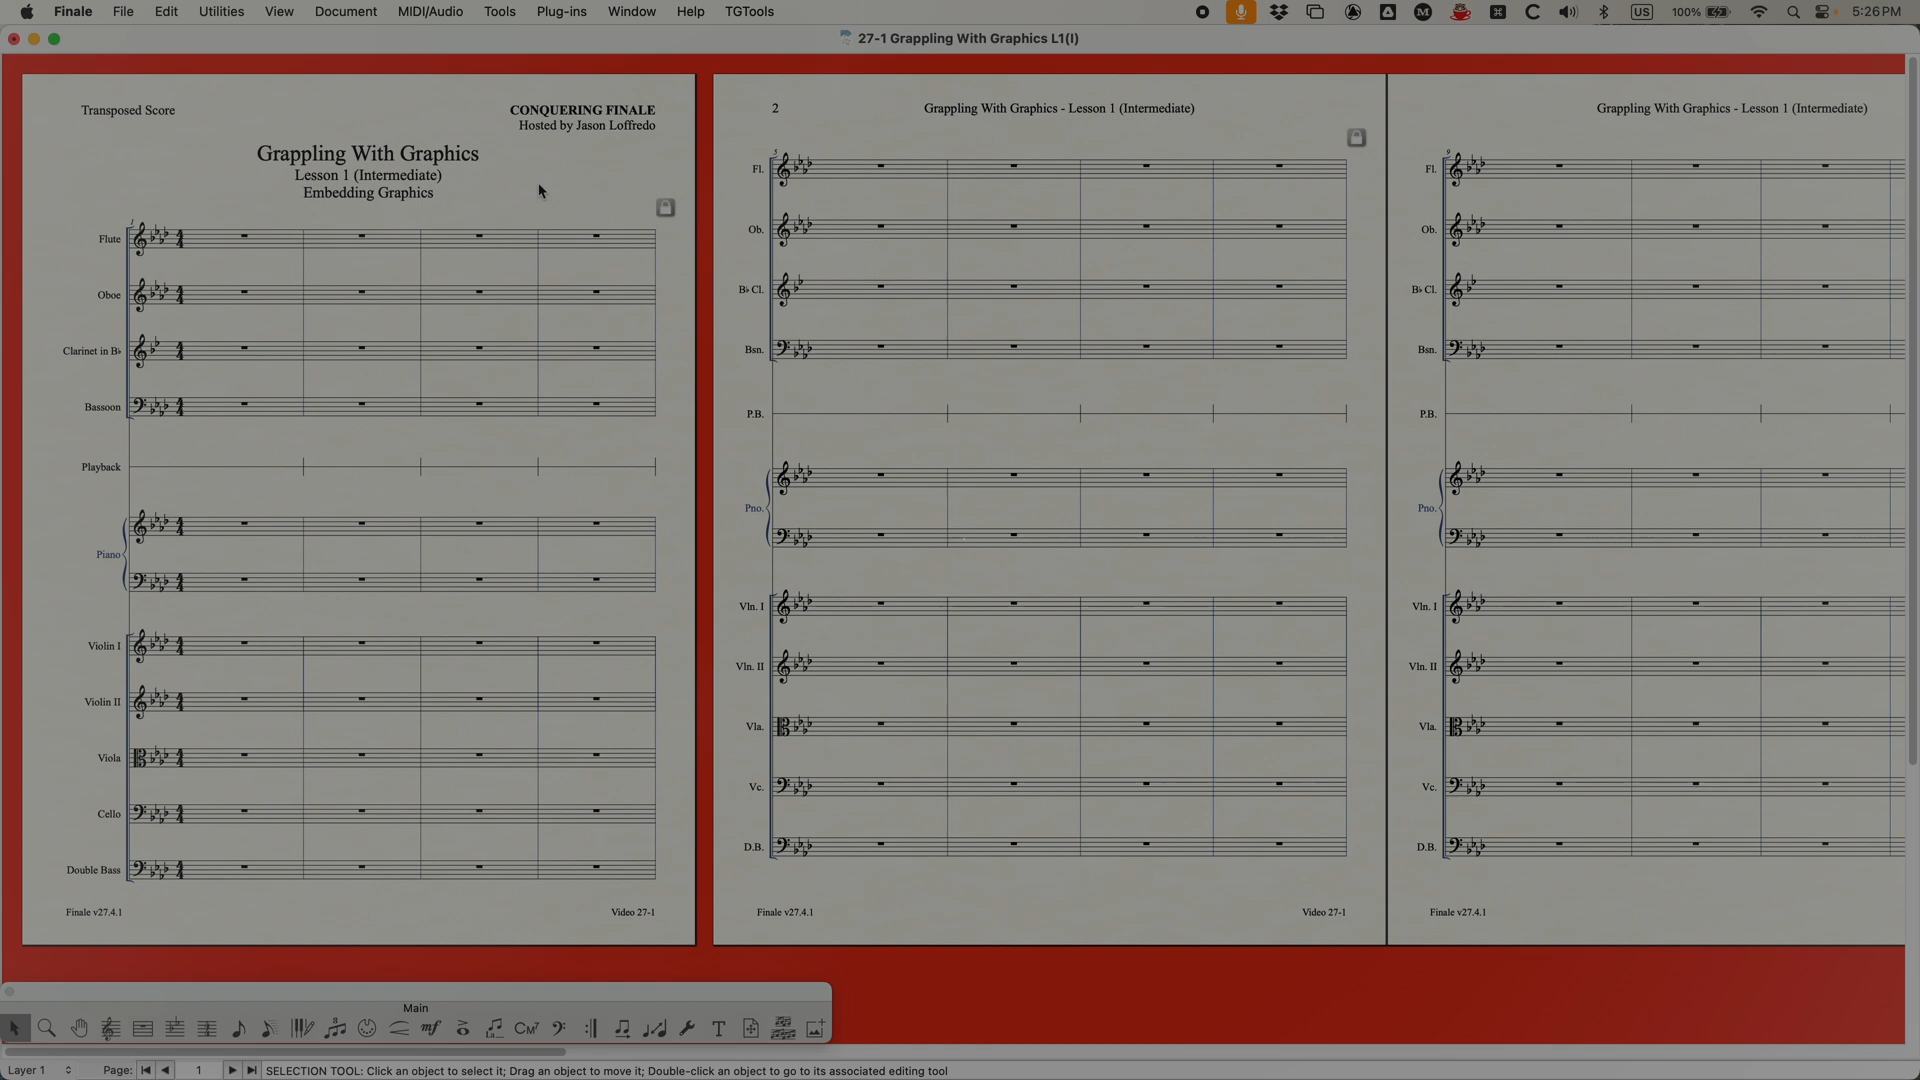 Finale File Edit Utilities View Document MIDI/Audio Tools Plug-ins Window Help TGTools US 100% 5:26 PM
27-1 Grappling With Graphics L1(I)
Transposed Score
CONQUERING FINALE
Hosted by Jason Loffredo
Grappling With Graphics
Lesson 1 (Intermediate)
Embedding Graphics
1
Flute
Oboe
Clarinet in B♭
Bassoon
Playback
Piano
Violin I
Violin II
Viola
Cello
Double Bass
Finale v27.4.1
Video 27-1
2
Grappling With Graphics - Lesson 1 (Intermediate)
5
Fl.
Ob.
B♭ Cl.
Bsn.
P.B.
Pno.
Vln. I
Vln. II
Vla.
Vc.
D.B.
Finale v27.4.1
Video 27-1
Grappling With Graphics - Lesson 1 (Intermediate)
9
Fl.
Ob.
B♭ Cl.
Bsn.
P.B.
Pno.
Vln. I
Vln. II
Vla.
Vc.
D.B.
Finale v27.4.1
Main
mf CM7 T
Layer 1 Page: 1 SELECTION TOOL: Click an object to select it; Drag an object to move it; Double-click an object to go to its associated editing tool